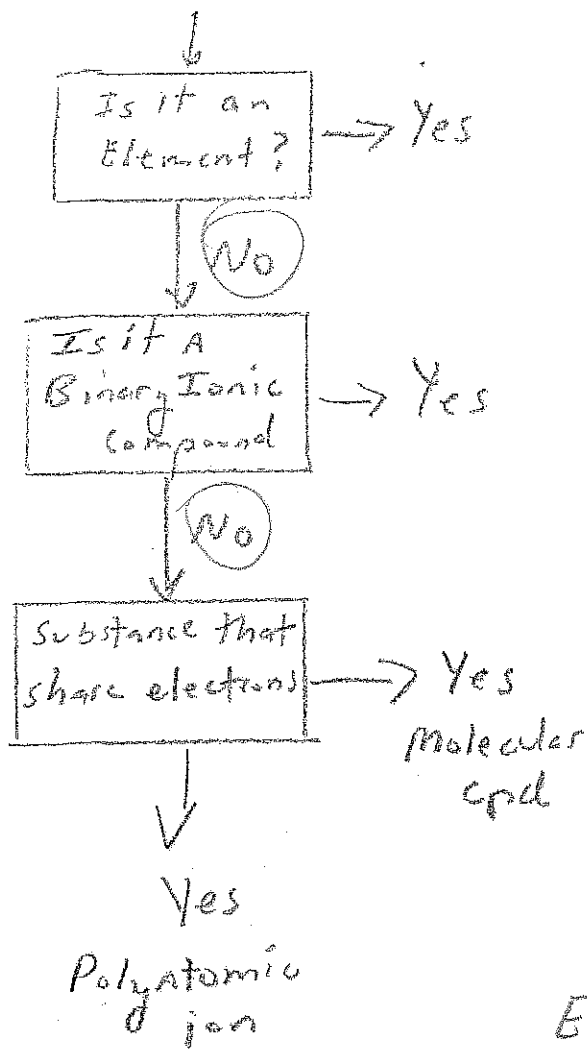 Is it an
Element?
Yes
No
Is it A
Binary Ionic
compound
Yes
No
Substance that
share electrons
Yes
Molecular
cpd
Yes
Polyatomic
ion
E